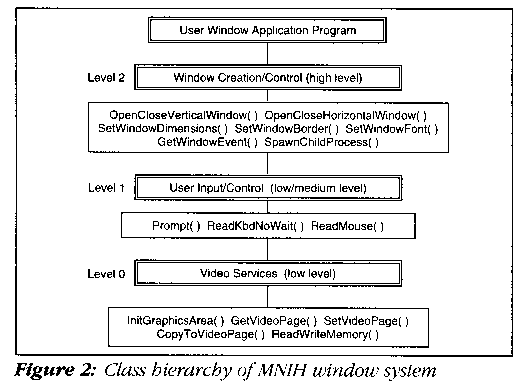 User Window Application Program
Level 2
Window Creation/Control (high level)
OpenCloseVerticalWindow( ) OpenCloseHorizontalWindow( )
SetWindowDimensions( ) SetWindowBorder( ) SetWindowFont( )
GetWindowEvent( ) SpawnChildProcess( )
Level 1
User Input/Control (low/medium level)
Prompt( ) ReadKbdNoWait( ) ReadMouse( )
Level 0
Video Services (low level)
InitGraphicsArea( ) GetVideoPage( ) SetVideoPage( )
CopyToVideoPage( ) ReadWriteMemory( )
Figure 2: Class hierarchy of MNIH window system